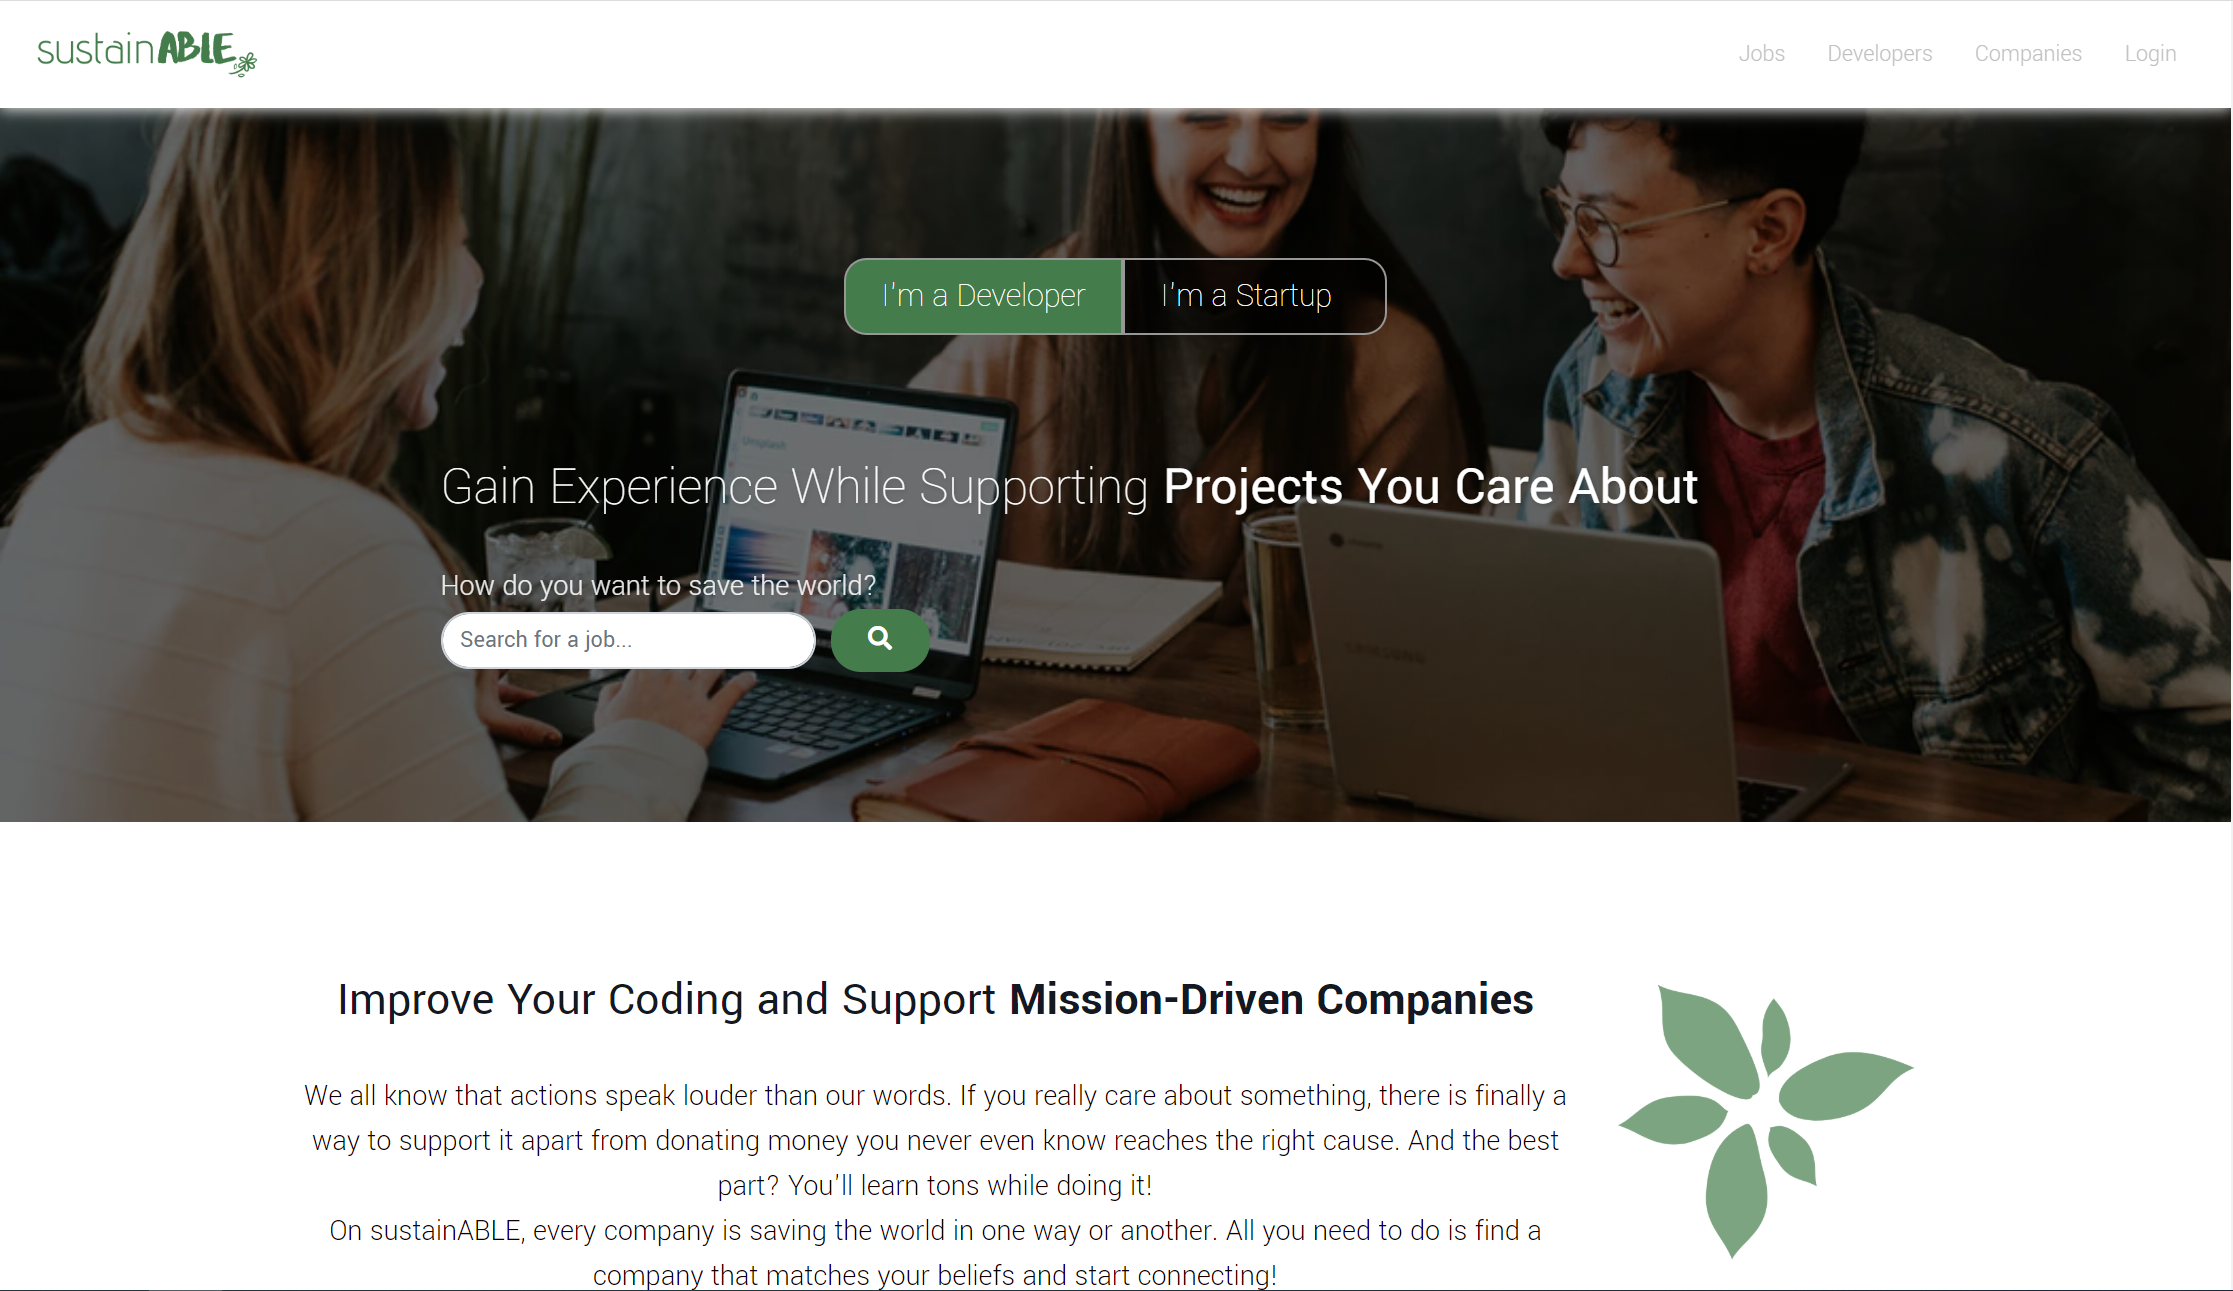 sustainABLE
Jobs Developers Companies Login
I'm a Developer I'm a Startup
Unsplash
Gain Experience While Supporting Projects You Care About
How do you want to save the world?
Search for a job...
SAMSUNG
Improve Your Coding and Support Mission-Driven Companies
We all know that actions speak louder than our words. If you really care about something, there is finally a
way to support it apart from donating money you never even know reaches the right cause. And the best
part? You'll learn tons while doing it!
On sustainABLE, every company is saving the world in one way or another. All you need to do is find a
company that matches your beliefs and start connecting!